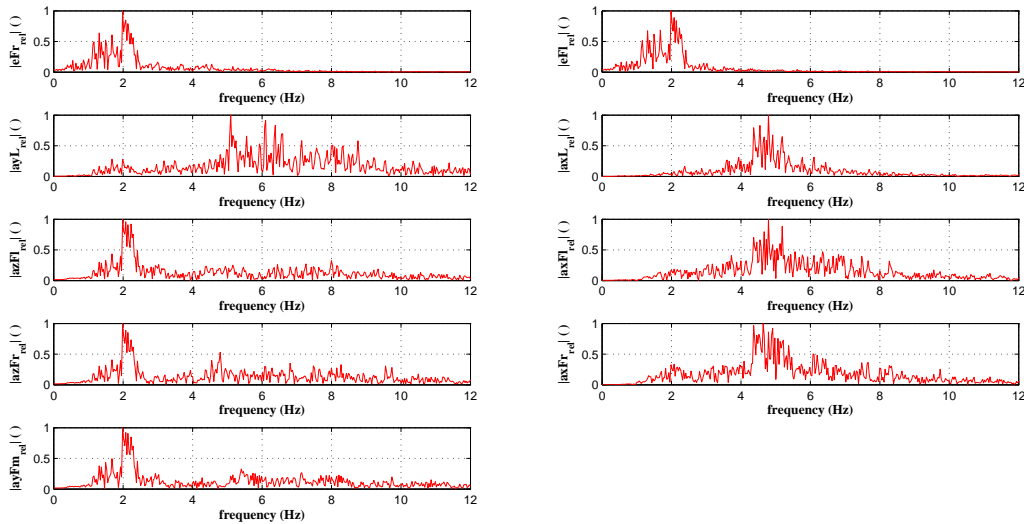 |eFr_rel| ()
1
0.5
0
0 2 4 6 8 10 12
frequency (Hz)
|eFl_rel| ()
1
0.5
0
0 2 4 6 8 10 12
frequency (Hz)
|ayL_rel| ()
1
0.5
0
0 2 4 6 8 10 12
frequency (Hz)
|axL_rel| ()
1
0.5
0
0 2 4 6 8 10 12
frequency (Hz)
|azFl_rel| ()
1
0.5
0
0 2 4 6 8 10 12
frequency (Hz)
|axFl_rel| ()
1
0.5
0
0 2 4 6 8 10 12
frequency (Hz)
|azFr_rel| ()
1
0.5
0
0 2 4 6 8 10 12
frequency (Hz)
|axFr_rel| ()
1
0.5
0
0 2 4 6 8 10 12
frequency (Hz)
|ayFm_rel| ()
1
0.5
0
0 2 4 6 8 10 12
frequency (Hz)